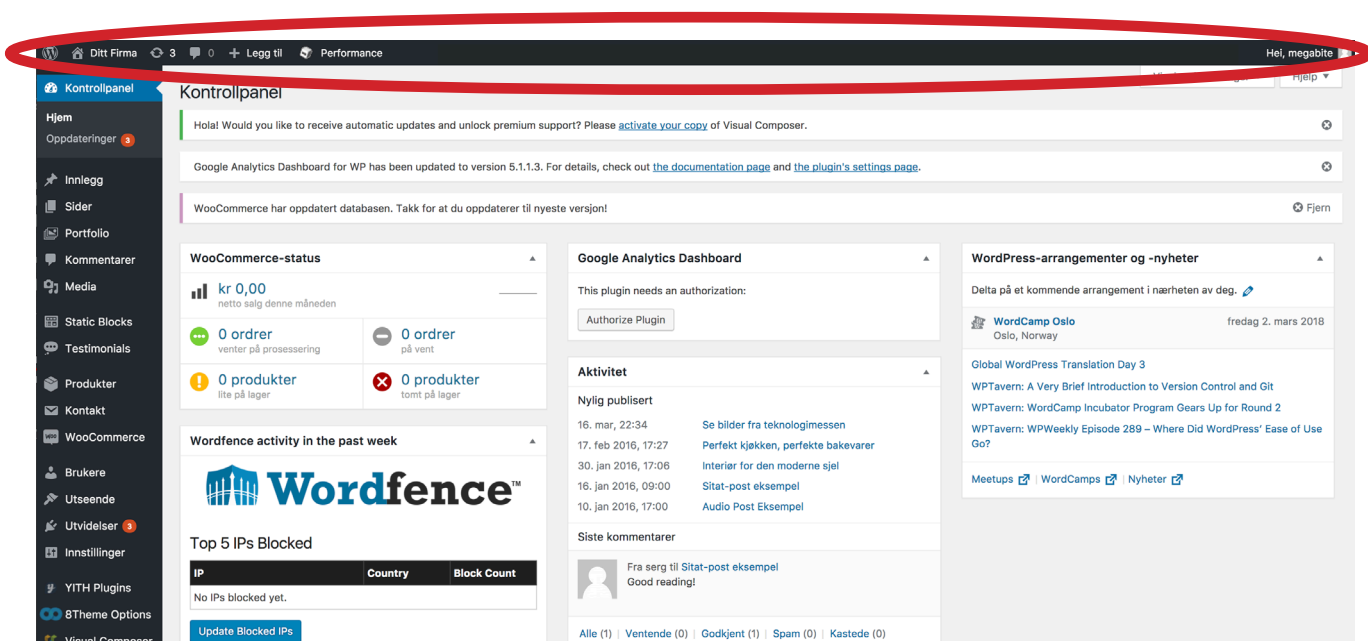 Ditt Firma 3 0 + Legg til Performance Hei, megabite
Kontrollpanel
Hjem
Oppdateringer 3
Innlegg
Sider
Portfolio
Kommentarer
Media
Static Blocks
Testimonials
Produkter
Kontakt
WooCommerce
Brukere
Utseende
Utvidelser 3
Innstillinger
YITH Plugins
8Theme Options
Visual Composer
Hjelp ▼
Kontrollpanel
Hola! Would you like to receive automatic updates and unlock premium support? Please activate your copy of Visual Composer.
Google Analytics Dashboard for WP has been updated to version 5.1.1.3. For details, check out the documentation page and the plugin's settings page.
WooCommerce har oppdatert databasen. Takk for at du oppdaterer til nyeste versjon! Fjern
WooCommerce-status
kr 0,00
netto salg denne måneden
0 ordrer
venter på prosessering
0 ordrer
på vent
0 produkter
lite på lager
0 produkter
tomt på lager
Wordfence activity in the past week
Wordfence™
Top 5 IPs Blocked
IP Country Block Count
No IPs blocked yet.
Update Blocked IPs
Google Analytics Dashboard
This plugin needs an authorization:
Authorize Plugin
Aktivitet
Nylig publisert
16. mar, 22:34 Se bilder fra teknologimessen
17. feb 2016, 17:27 Perfekt kjøkken, perfekte bakevarer
30. jan 2016, 17:06 Interiør for den moderne sjel
16. jan 2016, 09:00 Sitat-post eksempel
10. jan 2016, 17:00 Audio Post Eksempel
Siste kommentarer
Fra serg til Sitat-post eksempel
Good reading!
Alle (1) | Ventende (0) | Godkjent (1) | Spam (0) | Kastede (0)
WordPress-arrangementer og -nyheter
Delta på et kommende arrangement i nærheten av deg.
WordCamp Oslo fredag 2. mars 2018
Oslo, Norway
Global WordPress Translation Day 3
WPTavern: A Very Brief Introduction to Version Control and Git
WPTavern: WordCamp Incubator Program Gears Up for Round 2
WPTavern: WPWeekly Episode 289 – Where Did WordPress' Ease of Use
Go?
Meetups | WordCamps | Nyheter